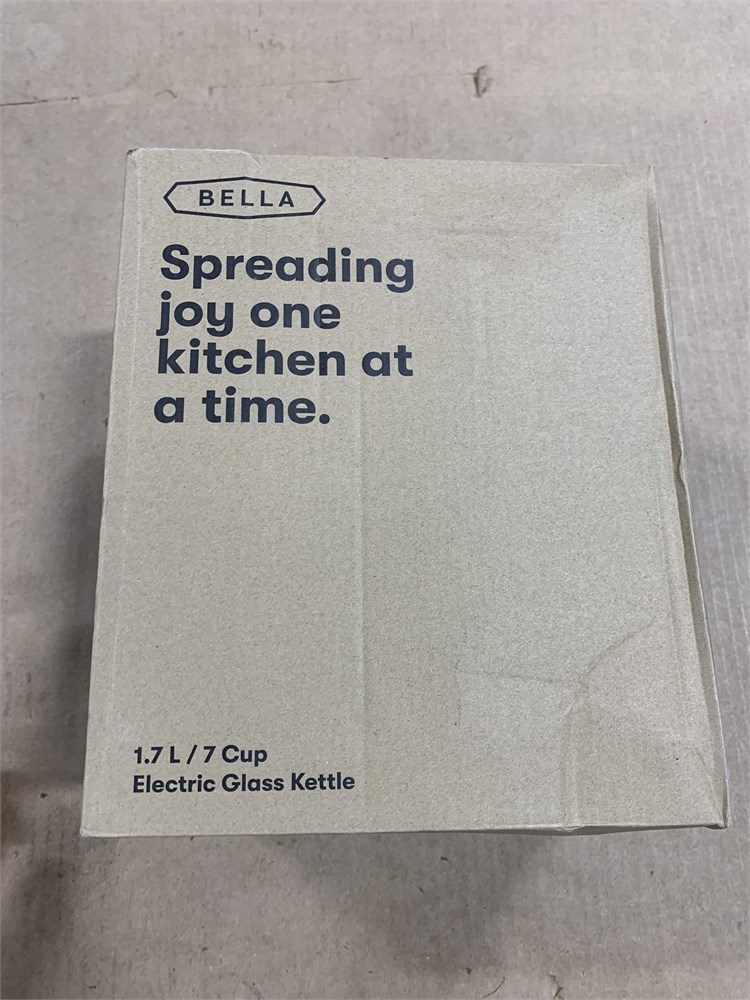 BELLA
Spreading
joy one
kitchen at
a time.
1.7 L / 7 Cup
Electric Glass Kettle